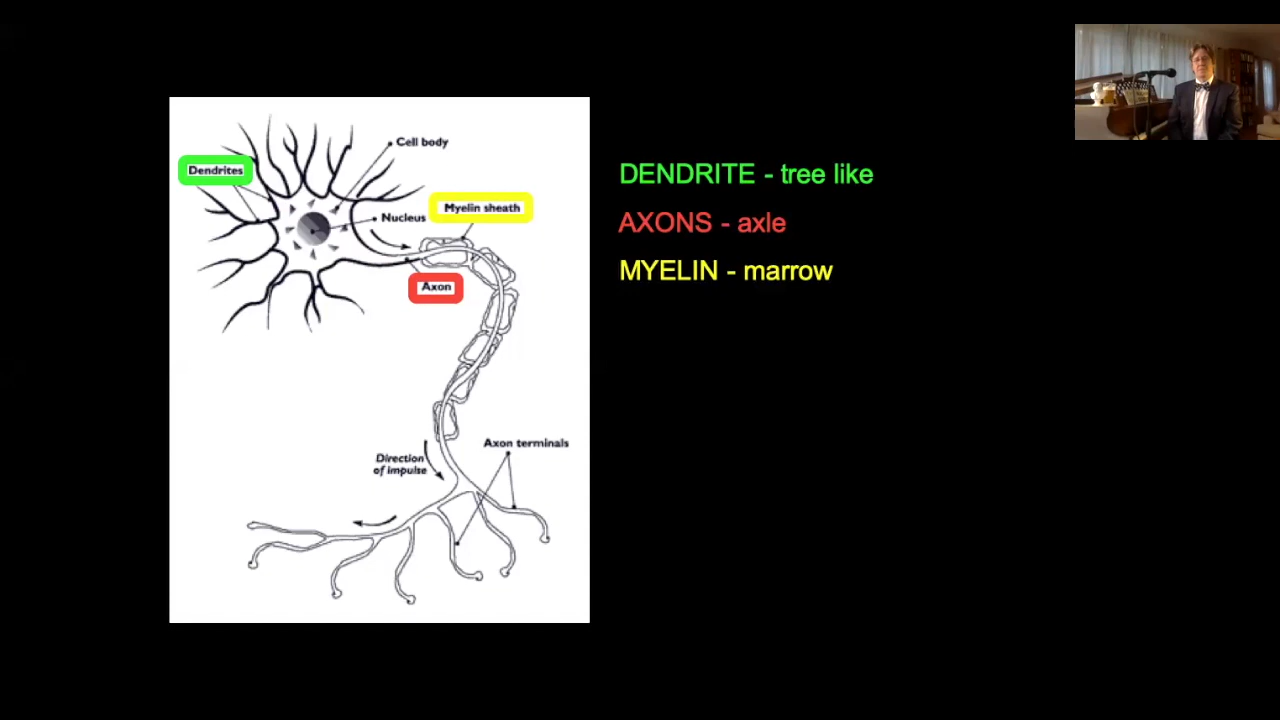 Cell body
Dendrites
Myelin sheath
Nucleus
Axon
Axon terminals
Direction
of impulse
DENDRITE - tree like
AXONS - axle
MYELIN - marrow